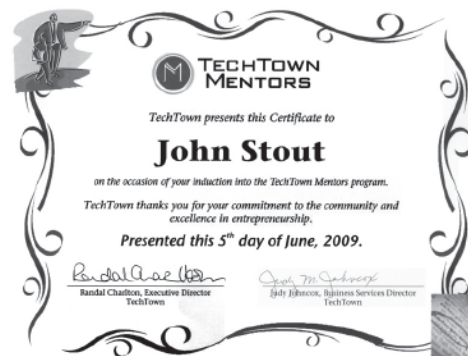 TECHTOWN
MENTORS
TechTown presents this Certificate to
John Stout
on the occasion of your induction into the TechTown Mentors program.
TechTown thanks you for your commitment to the community and
excellence in entrepreneurship.
Presented this 5th day of June, 2009.
Randal Charlton, Executive Director
TechTown
Judy M. Johncox
Judy Johncox, Business Services Director
TechTown